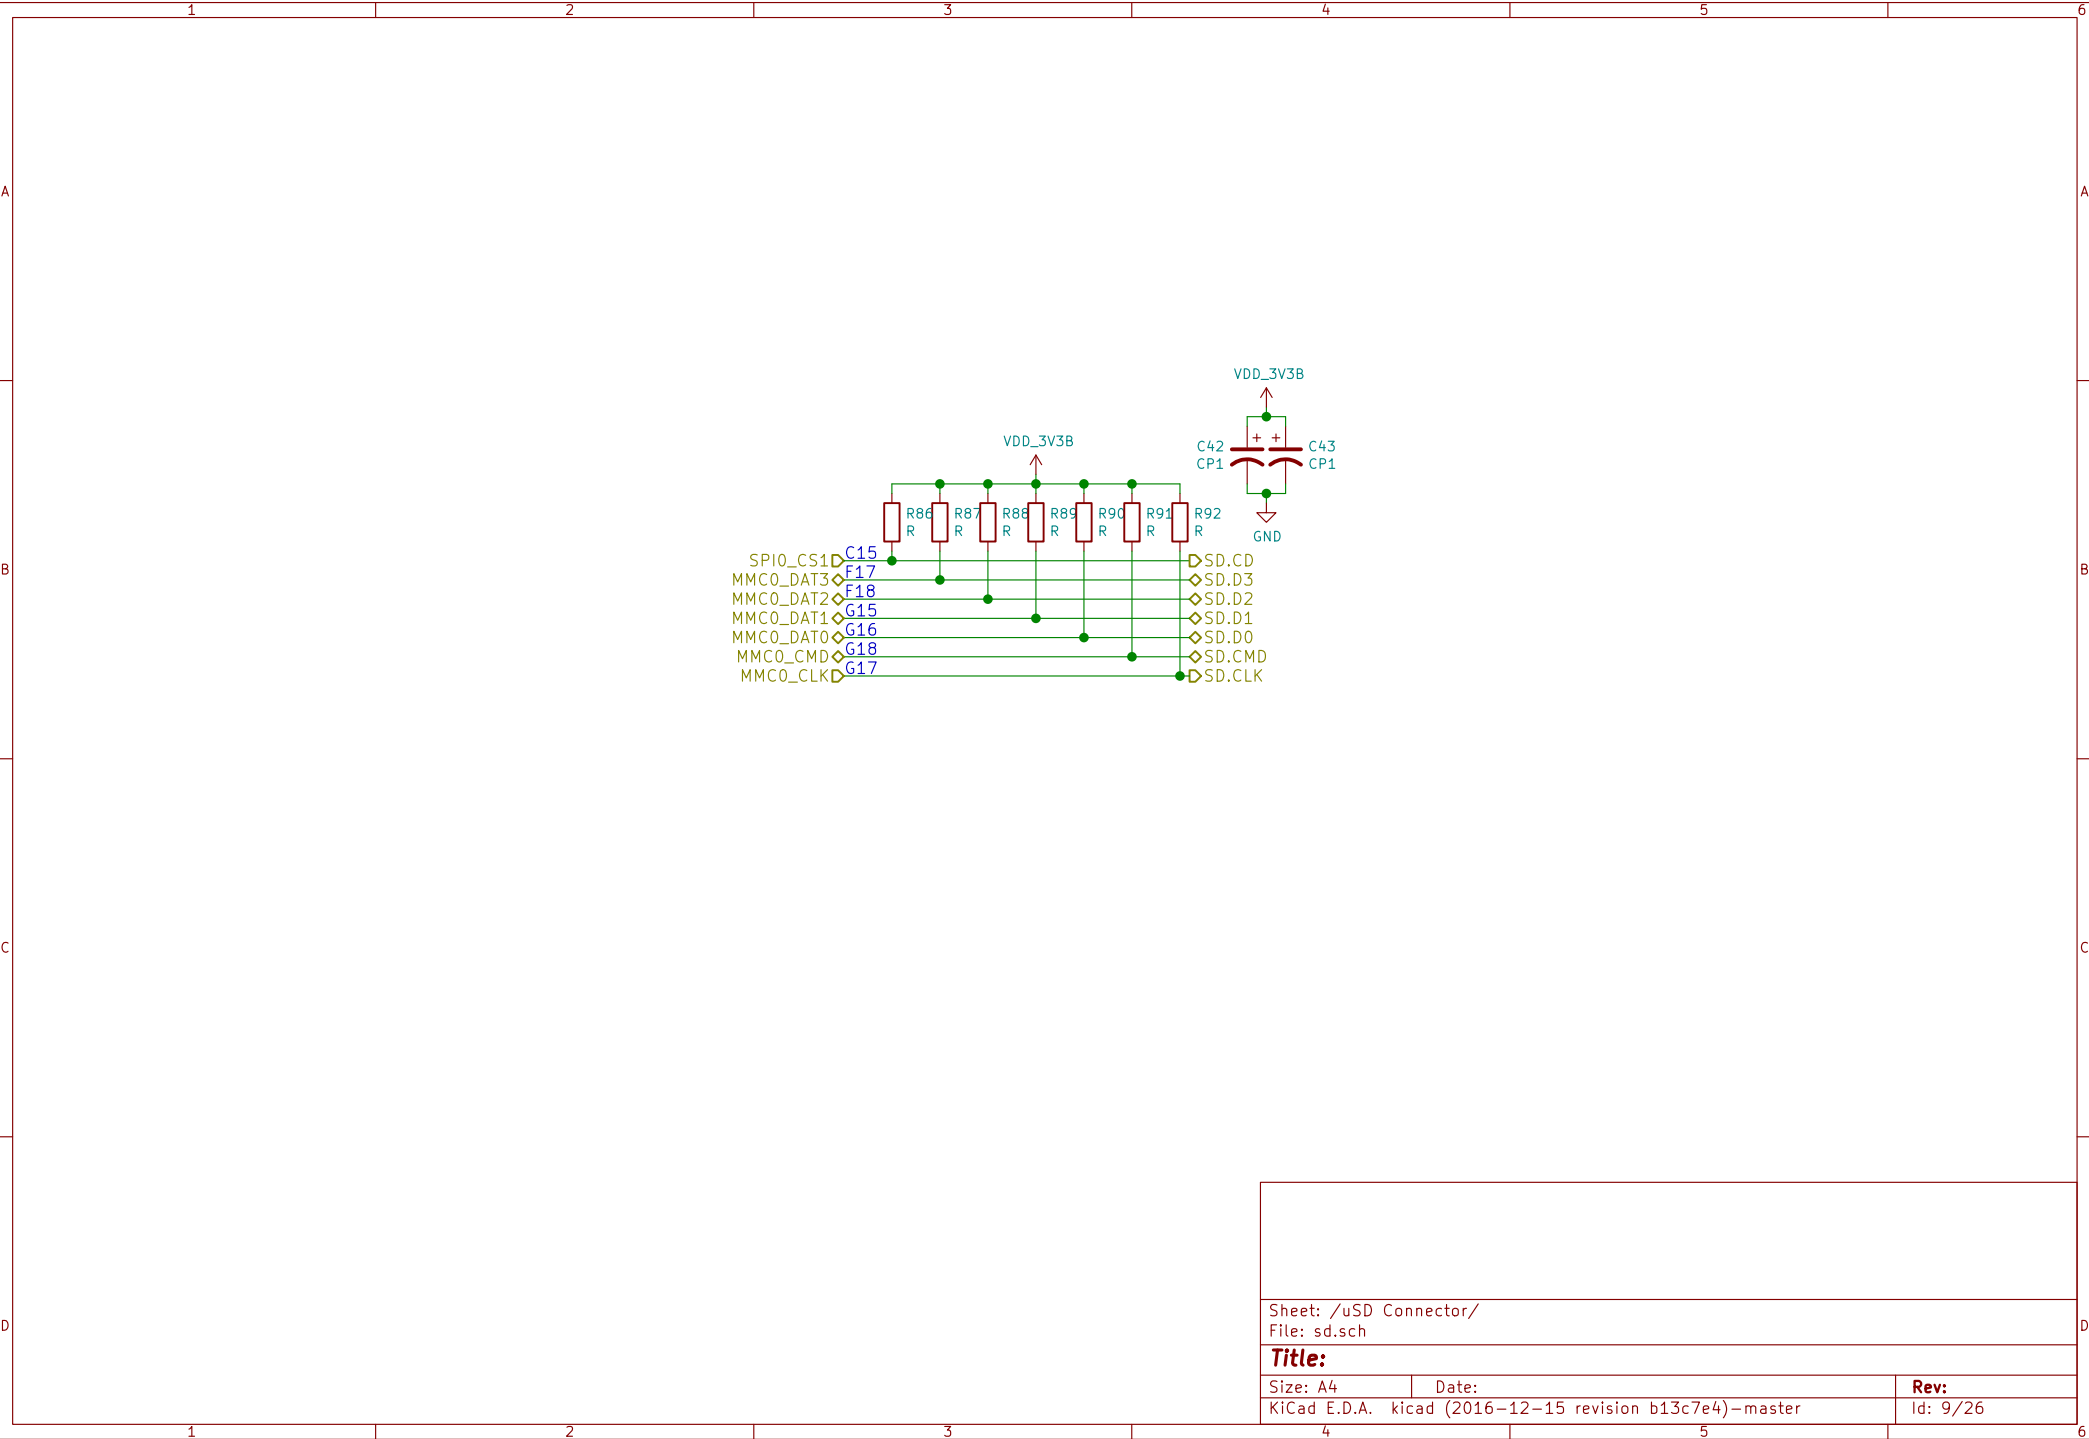 1 2 3 4 5 6
A A
VDD_3V3B
C42 + + C43
CP1 CP1
VDD_3V3B
R86 R87 R88 R89 R90 R91 R92
R R R R R R R
GND
SPI0_CS1 C15 SD.CD
B B
MMC0_DAT3 F17 SD.D3
MMC0_DAT2 F18 SD.D2
MMC0_DAT1 G15 SD.D1
MMC0_DAT0 G16 SD.D0
MMC0_CMD G18 SD.CMD
MMC0_CLK G17 SD.CLK
C C
Sheet: /uSD Connector/
D D
File: sd.sch
Title:
Size: A4 Date: Rev:
KiCad E.D.A. kicad (2016-12-15 revision b13c7e4)-master Id: 9/26
1 2 3 4 5 6